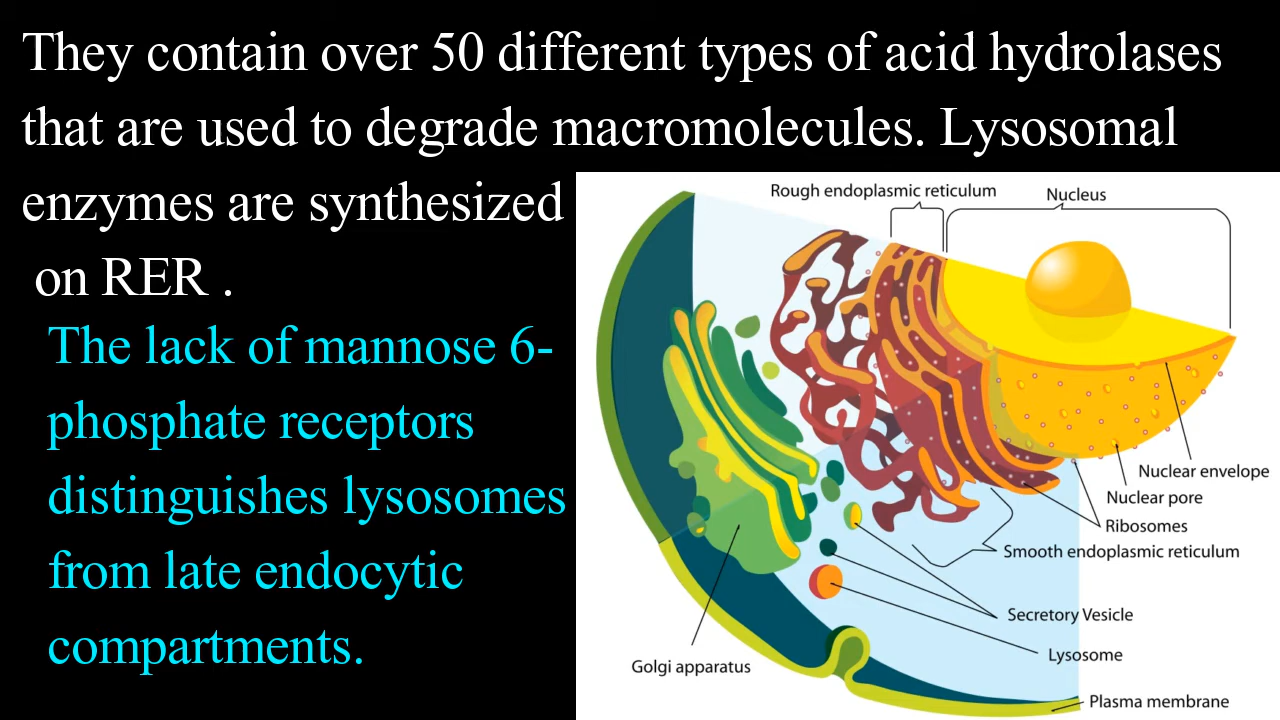 They contain over 50 different types of acid hydrolases
that are used to degrade macromolecules. Lysosomal
enzymes are synthesized
on RER .
The lack of mannose 6-
phosphate receptors
distinguishes lysosomes
from late endocytic
compartments.
Rough endoplasmic reticulum
Nucleus
Nuclear envelope
Nuclear pore
Ribosomes
Smooth endoplasmic reticulum
Secretory Vesicle
Lysosome
Golgi apparatus
Plasma membrane